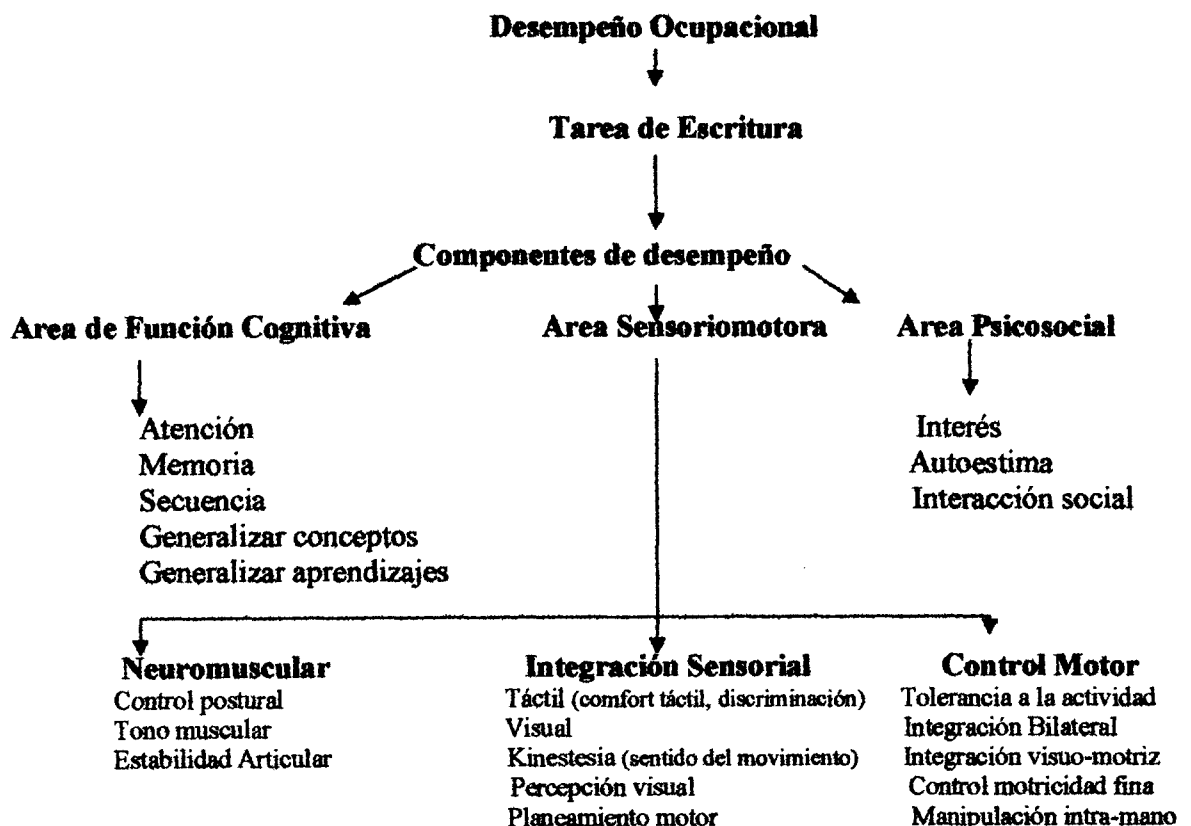 Desempeño Ocupacional
Tarea de Escritura
Componentes de desempeño
Area de Función Cognitiva
Area Sensoriomotora
Area Psicosocial
Atención
Memoria
Secuencia
Generalizar conceptos
Generalizar aprendizajes
Interés
Autoestima
Interacción social
Neuromuscular
Control postural
Tono muscular
Estabilidad Articular
Integración Sensorial
Táctil (comfort táctil, discriminación)
Visual
Kinestesia (sentido del movimiento)
Percepción visual
Planeamiento motor
Control Motor
Tolerancia a la actividad
Integración Bilateral
Integración visuo-motriz
Control motricidad fina
Manipulación intra-mano